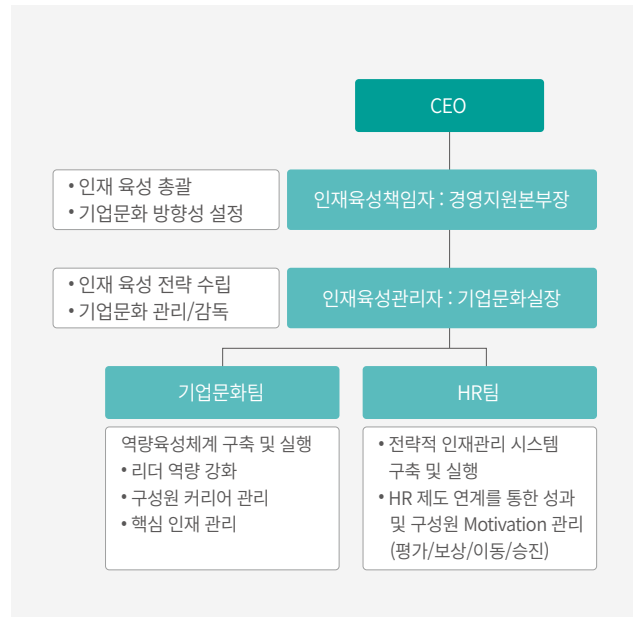 CEO
• 인재 육성 총괄
• 기업문화 방향성 설정
인재육성책임자 : 경영지원본부장
• 인재 육성 전략 수립
• 기업문화 관리/감독
인재육성관리자 : 기업문화실장
기업문화팀
역량육성체계 구축 및 실행
• 리더 역량 강화
• 구성원 커리어 관리
• 핵심 인재 관리
HR팀
• 전략적 인재관리 시스템
구축 및 실행
• HR 제도 연계를 통한 성과
및 구성원 Motivation 관리
(평가/보상/이동/승진)